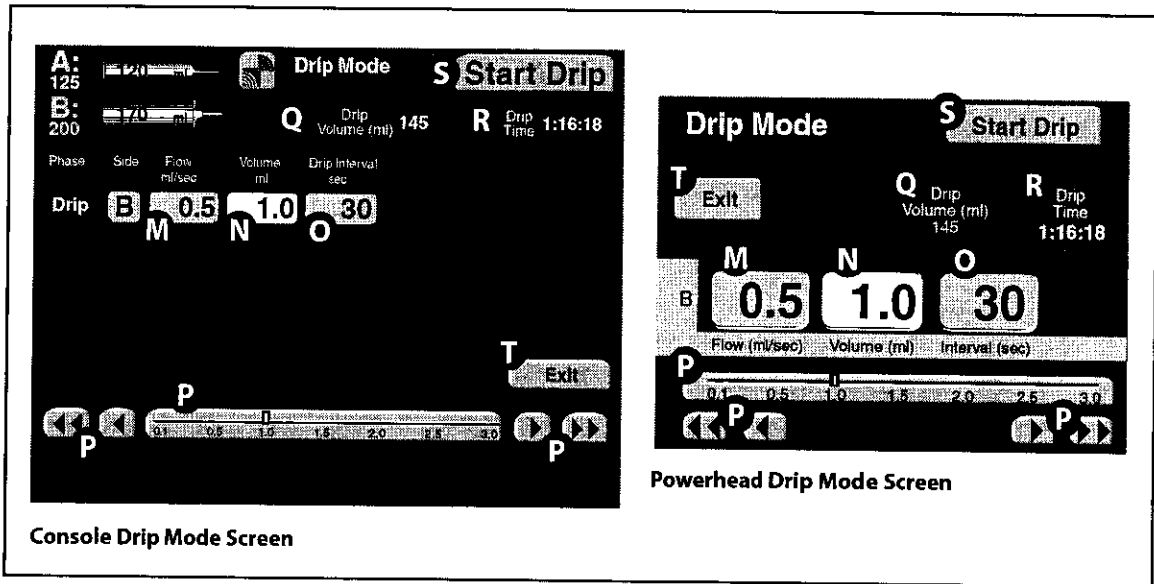 A: 120 ml Drip Mode S Start Drip
125
B: 170 ml Q Drip Volume (ml) 145 R Drip Time 1:16:18
200
Phase Side Flow ml/sec Volume ml Drip Interval sec
Drip B 0.5 1.0 30
M N O
T Exit
P
0.1 0.5 1.0 1.5 2.0 2.5 3.0
P P
Console Drip Mode Screen
Drip Mode S Start Drip
T Exit Q Drip Volume (ml) 145 R Drip Time 1:16:18
M N O
B 0.5 1.0 30
Flow (ml/sec) Volume (ml) Interval (sec)
P
0.1 0.5 1.0 1.5 2.0 2.5 3.0
P P
Powerhead Drip Mode Screen